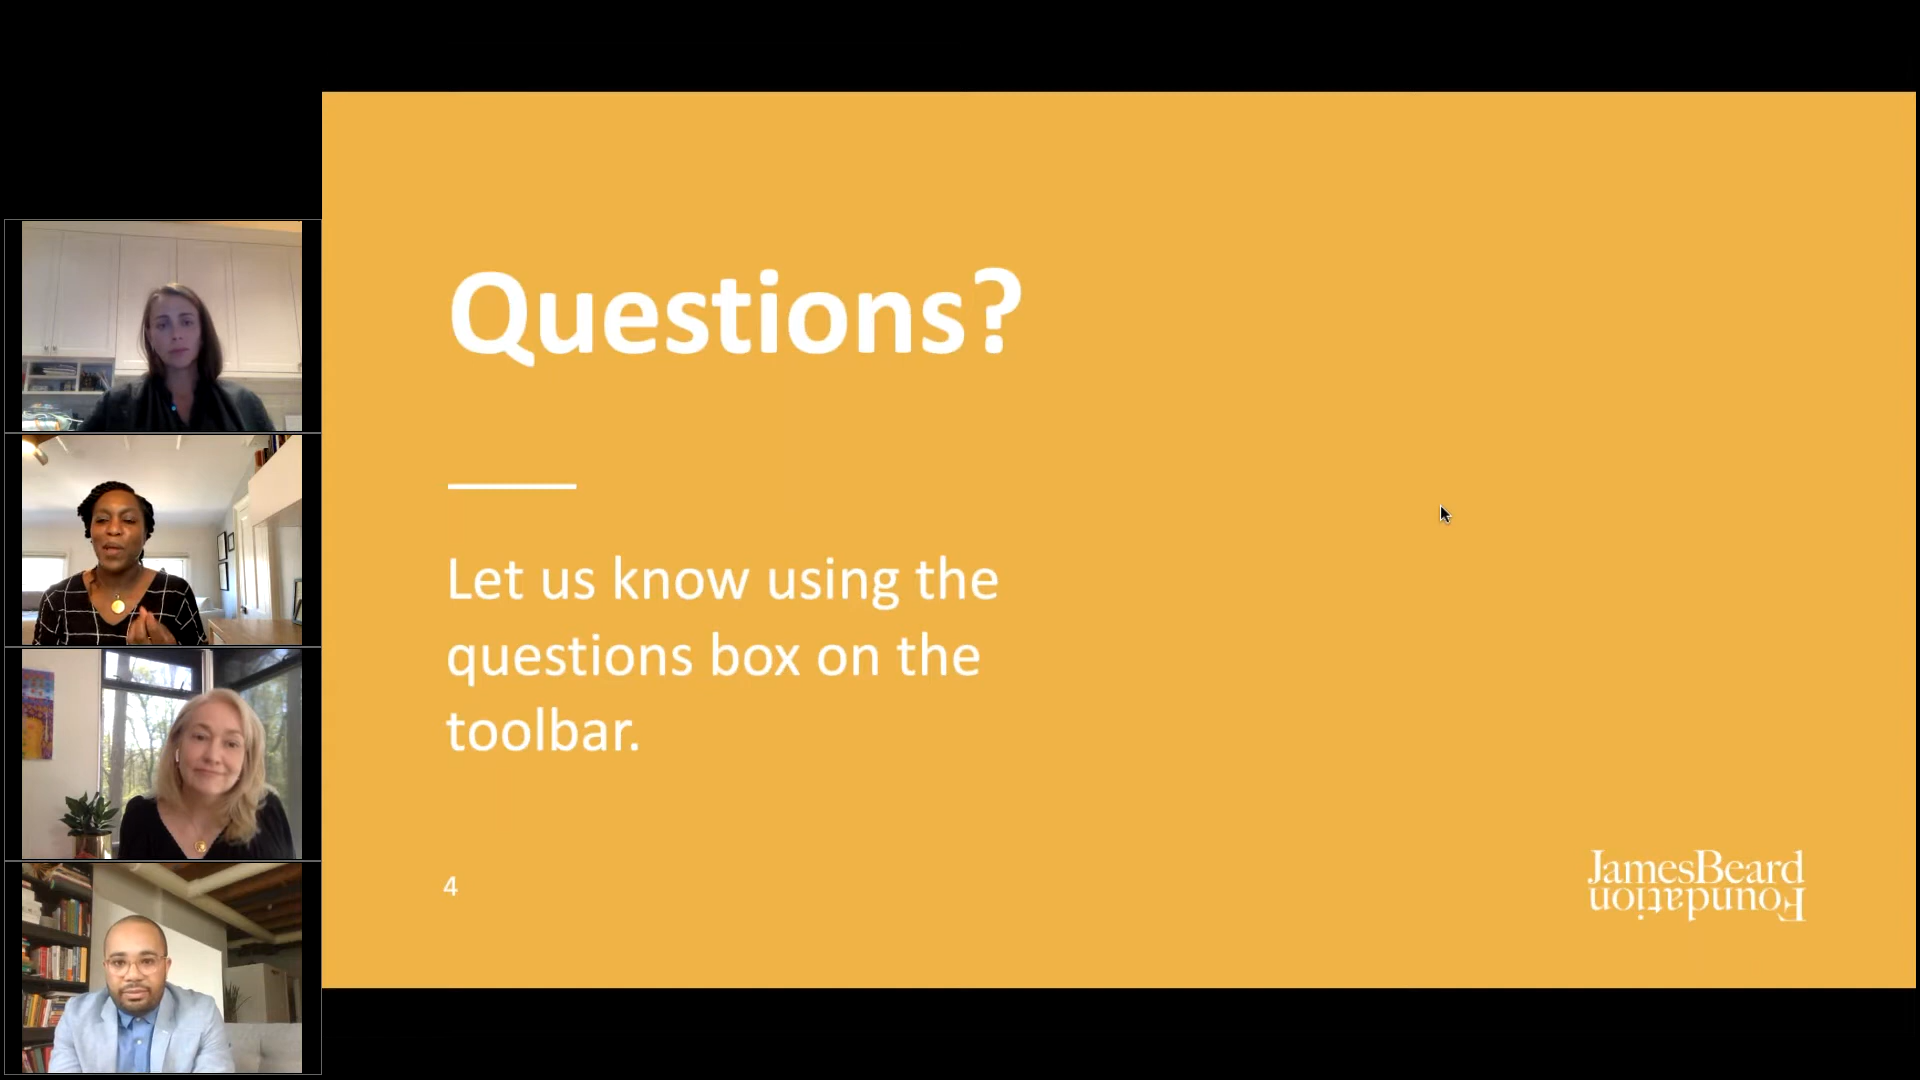 Questions?
Let us know using the
questions box on the
toolbar.
4
JamesBeard
Foundation